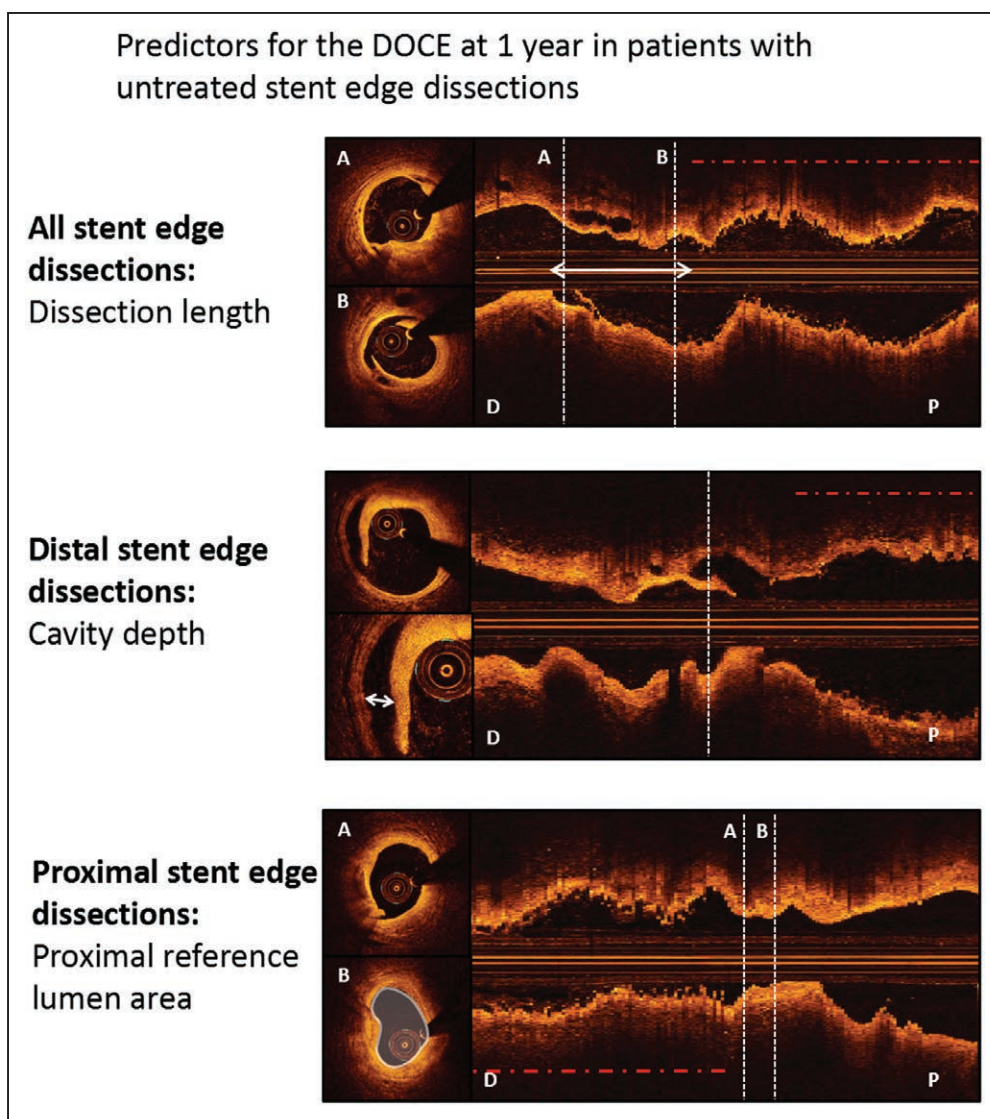 Predictors for the DOCE at 1 year in patients with
untreated stent edge dissections
All stent edge
dissections:
Dissection length
A
B
A
B
D
P
Distal stent edge
dissections:
Cavity depth
D
P
Proximal stent edge
dissections:
Proximal reference
lumen area
A
B
A
B
D
P